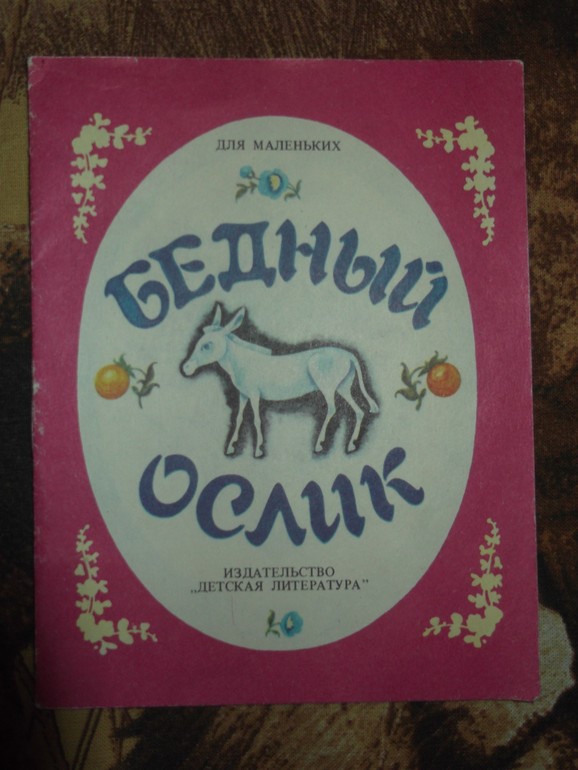 ДЛЯ МАЛЕНЬКИХ
БЕДНЫЙ
ОСЛИК
ИЗДАТЕЛЬСТВО
„ДЕТСКАЯ ЛИТЕРАТУРА"